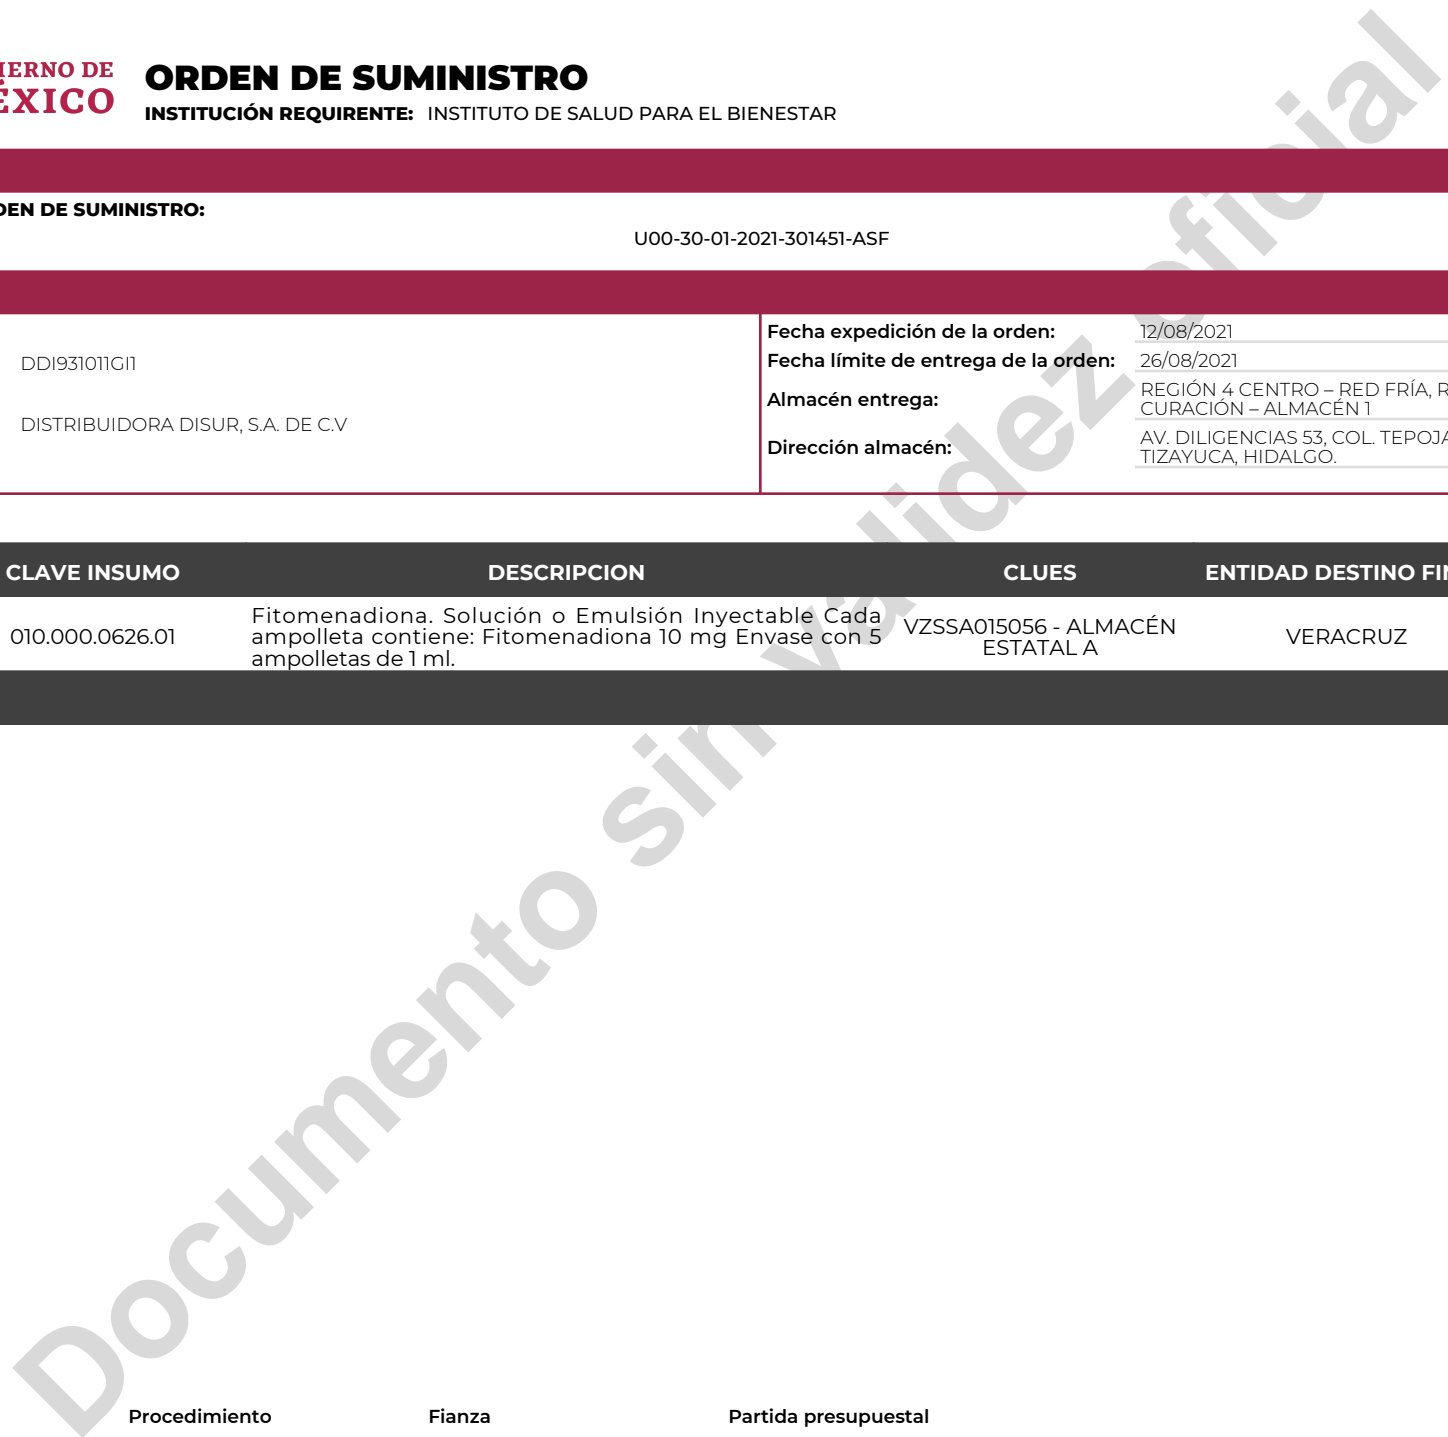 IERNO DE
ÉXICO
ORDEN DE SUMINISTRO
INSTITUCIÓN REQUIRENTE: INSTITUTO DE SALUD PARA EL BIENESTAR
DEN DE SUMINISTRO:
U00-30-01-2021-301451-ASF
DDI931011GI1
DISTRIBUIDORA DISUR, S.A. DE C.V
Fecha expedición de la orden: 12/08/2021
Fecha límite de entrega de la orden: 26/08/2021
Almacén entrega: REGIÓN 4 CENTRO – RED FRÍA, R
CURACIÓN – ALMACÉN 1
Dirección almacén: AV. DILIGENCIAS 53, COL. TEPOJA
TIZAYUCA, HIDALGO.
CLAVE INSUMO DESCRIPCION CLUES ENTIDAD DESTINO FIN
010.000.0626.01
Fitomenadiona. Solución o Emulsión Inyectable Cada
ampolleta contiene: Fitomenadiona 10 mg Envase con 5
ampolletas de 1 ml.
VZSSA015056 - ALMACÉN
ESTATAL A
VERACRUZ
Documento sin validez oficial
Procedimiento Fianza Partida presupuestal